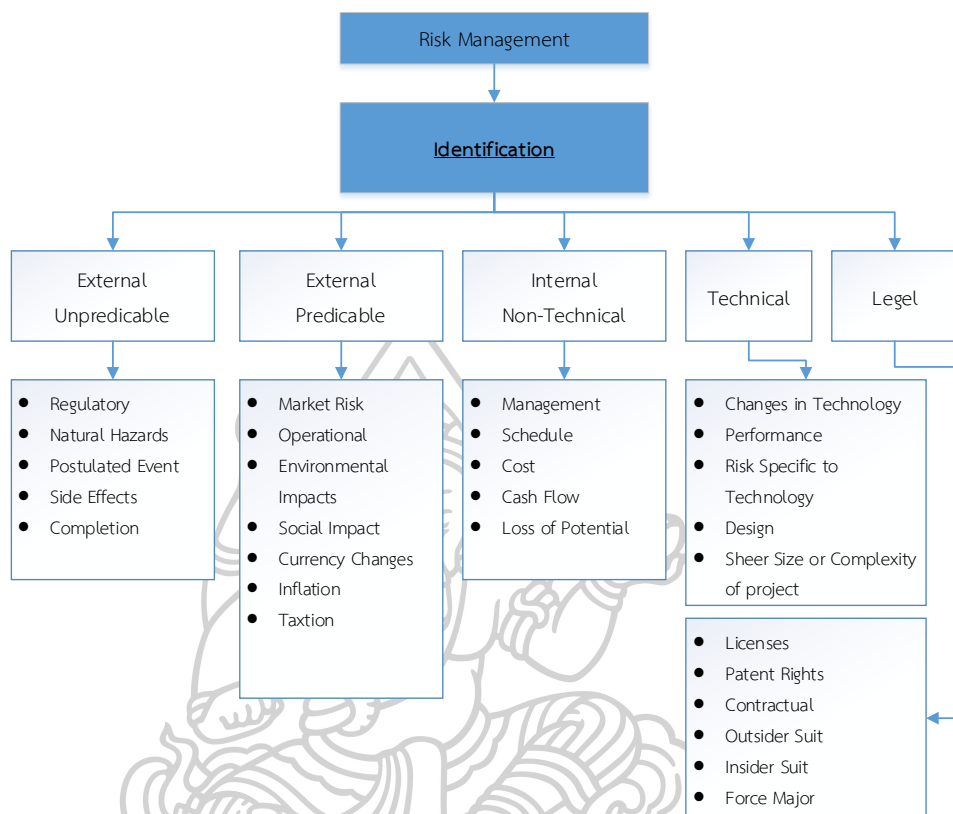 Risk Management
Identification
External
Unpredicable
External
Predicable
Internal
Non-Technical
Technical
Legel
● Regulatory
● Natural Hazards
● Postulated Event
● Side Effects
● Completion
● Market Risk
● Operational
● Environmental
Impacts
● Social Impact
● Currency Changes
● Inflation
● Taxtion
● Management
● Schedule
● Cost
● Cash Flow
● Loss of Potential
● Changes in Technology
● Performance
● Risk Specific to
Technology
● Design
● Sheer Size or Complexity
of project
● Licenses
● Patent Rights
● Contractual
● Outsider Suit
● Insider Suit
● Force Major